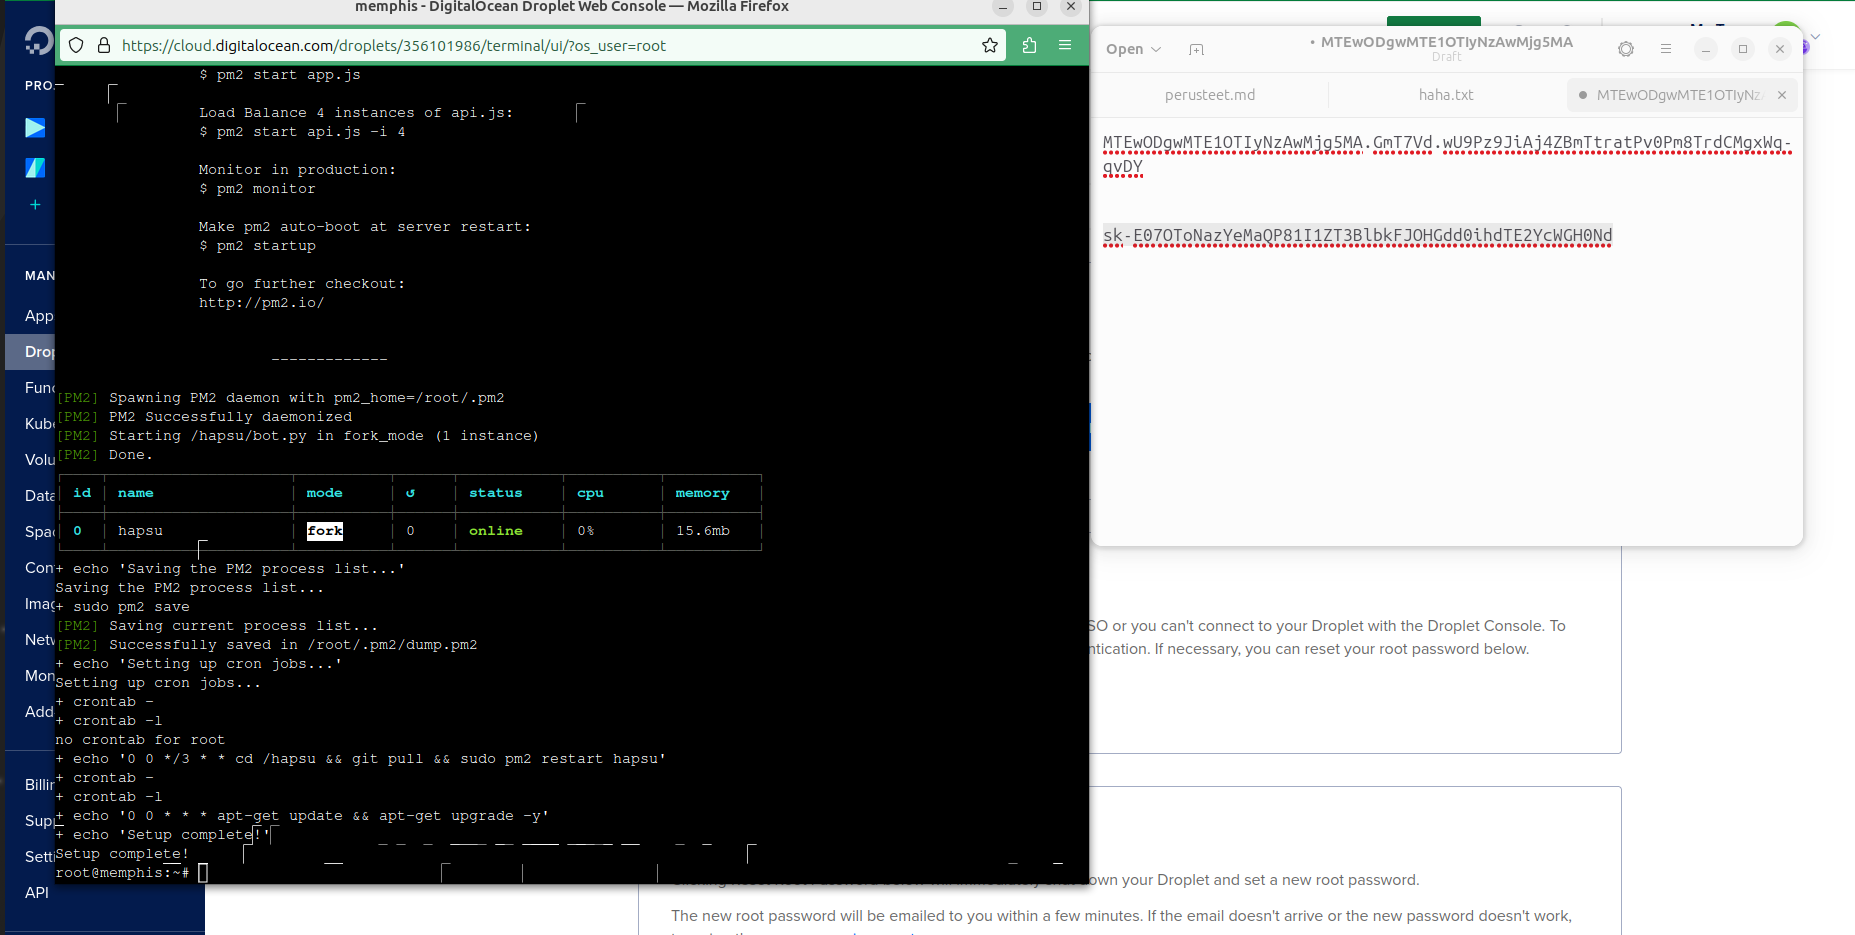 memphis - DigitalOcean Droplet Web Console — Mozilla Firefox
https://cloud.digitalocean.com/droplets/356101986/terminal/ui/?os_user=root
$ pm2 start app.js
Load Balance 4 instances of api.js:
$ pm2 start api.js -i 4
Monitor in production:
$ pm2 monitor
Make pm2 auto-boot at server restart:
$ pm2 startup
To go further checkout:
http://pm2.io/
-------------
[PM2] Spawning PM2 daemon with pm2_home=/root/.pm2
[PM2] PM2 Successfully daemonized
[PM2] Starting /hapsu/bot.py in fork_mode (1 instance)
[PM2] Done.
id name mode ↺ status cpu memory
0 hapsu fork 0 online 0% 15.6mb
+ echo 'Saving the PM2 process list...'
Saving the PM2 process list...
+ sudo pm2 save
[PM2] Saving current process list...
[PM2] Successfully saved in /root/.pm2/dump.pm2
+ echo 'Setting up cron jobs...'
Setting up cron jobs...
+ crontab -
+ crontab -l
no crontab for root
+ echo '0 0 */3 * * cd /hapsu && git pull && sudo pm2 restart hapsu'
+ crontab -
+ crontab -l
+ echo '0 0 * * * apt-get update && apt-get upgrade -y'
+ echo 'Setup complete!'
Setup complete!
root@memphis:~#
Open
Draft
perusteet.md
haha.txt
[credential omitted]
[credential omitted]
SO or you can't connect to your Droplet with the Droplet Console. To
ntication. If necessary, you can reset your root password below.
own your Droplet and set a new root password.
The new root password will be emailed to you within a few minutes. If the email doesn't arrive or the new password doesn't work,
PRO
MAN
App
Drop
Func
Kube
Volu
Data
Spac
Con
Imag
Netw
Mon
Add
Billin
Supp
Setti
API